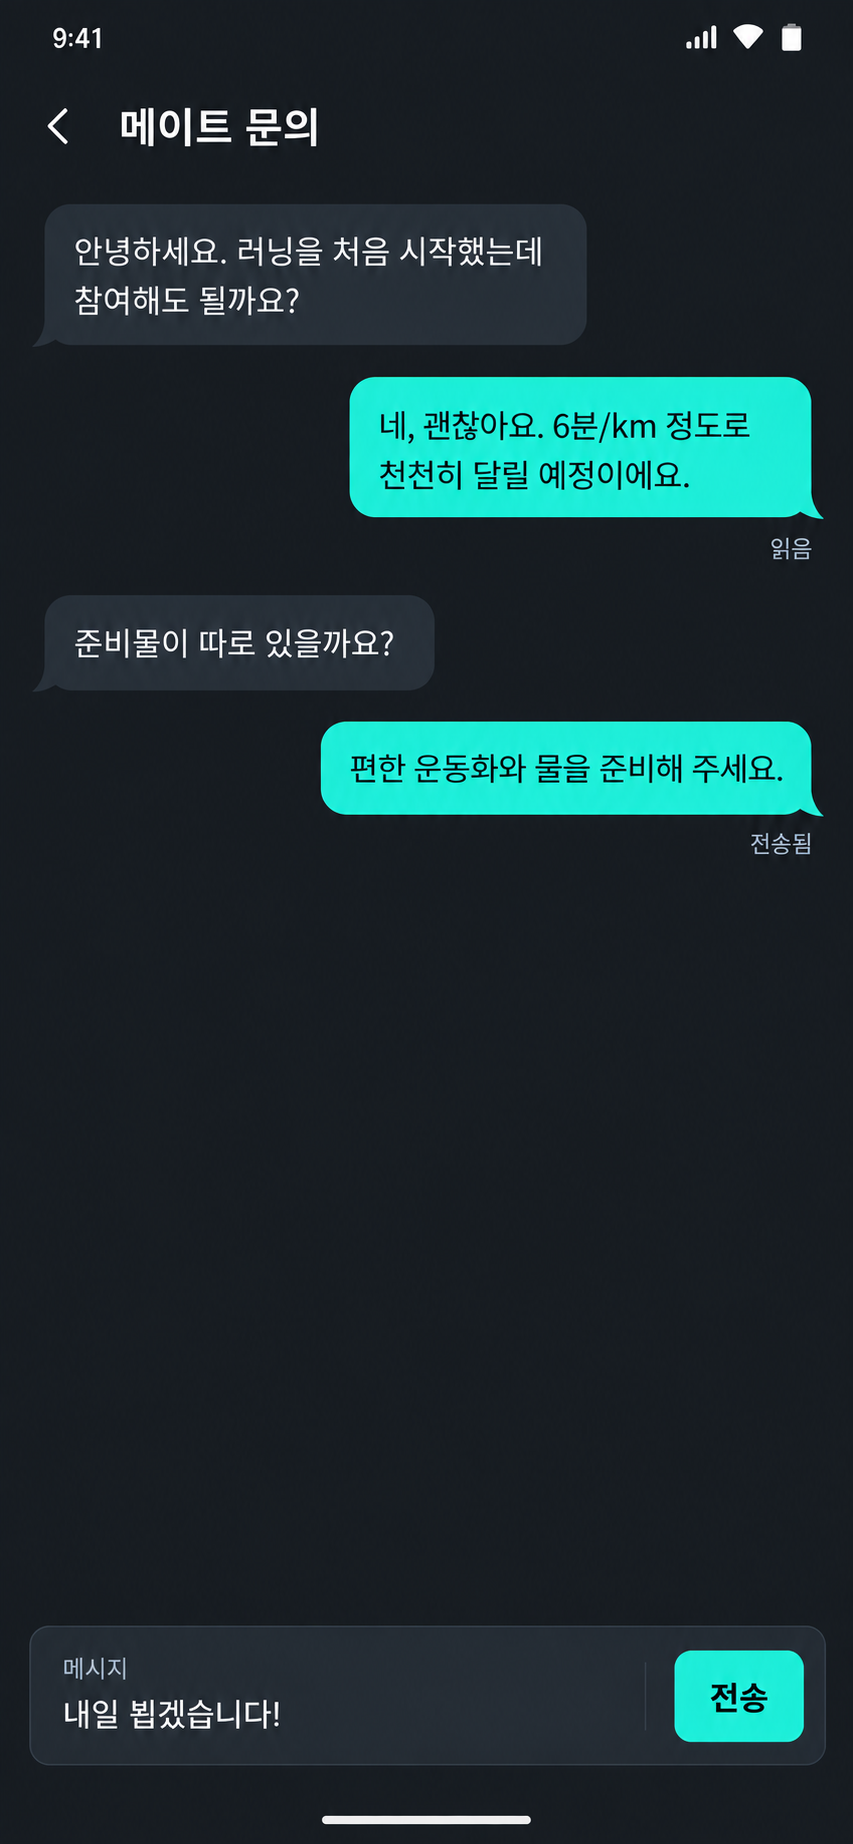 9:41
메이트 문의
안녕하세요. 러닝을 처음 시작했는데
참여해도 될까요?
네, 괜찮아요. 6분/km 정도로
천천히 달릴 예정이에요.
읽음
준비물이 따로 있을까요?
편한 운동화와 물을 준비해 주세요.
전송됨
메시지
내일 뵙겠습니다!
전송